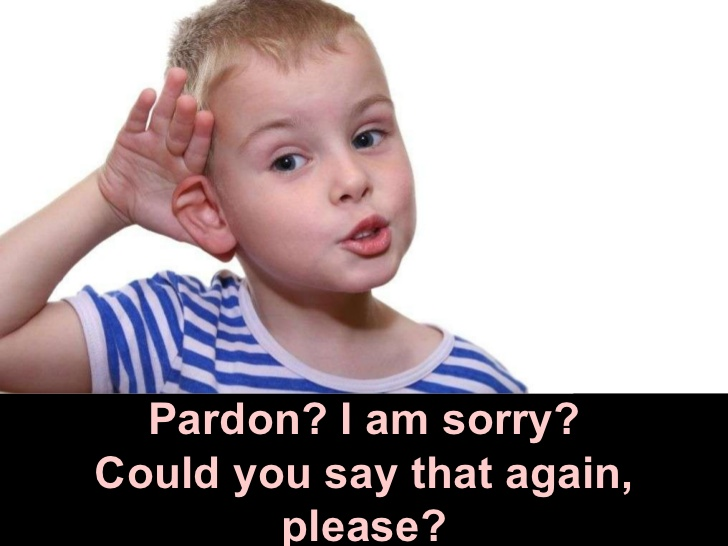 Pardon? I am sorry?
Could you say that again,
please?